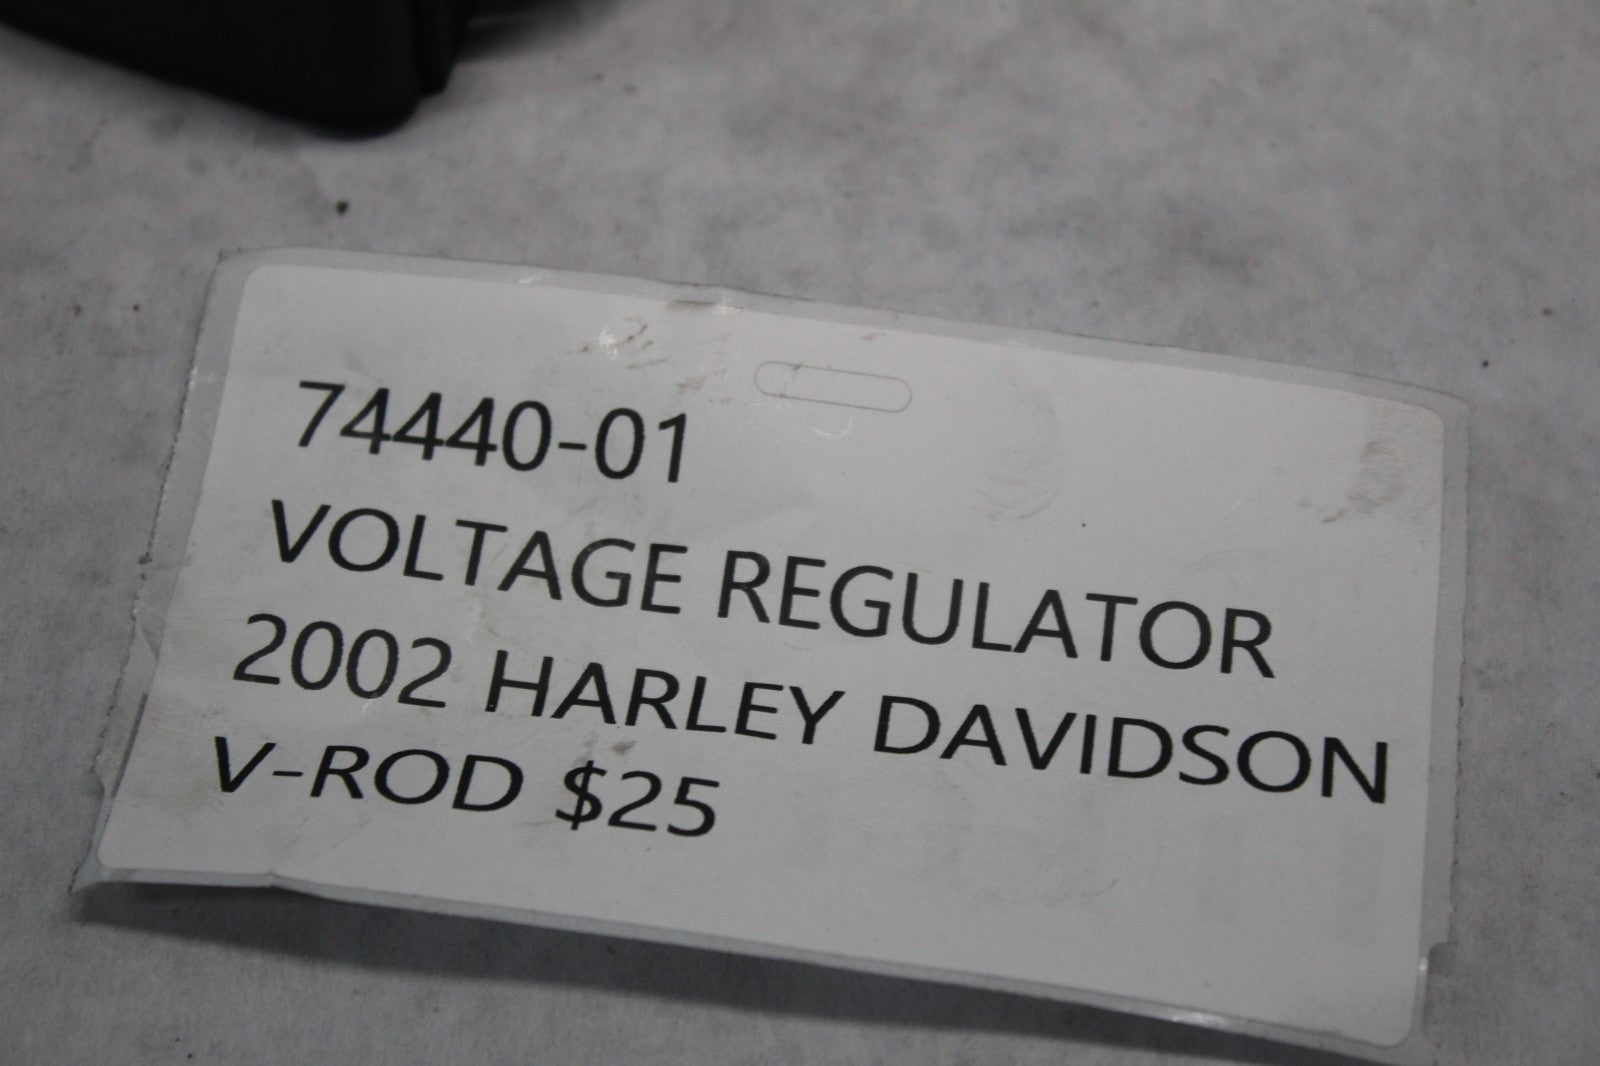 74440-01
VOLTAGE REGULATOR
2002 HARLEY DAVIDSON
V-ROD $25